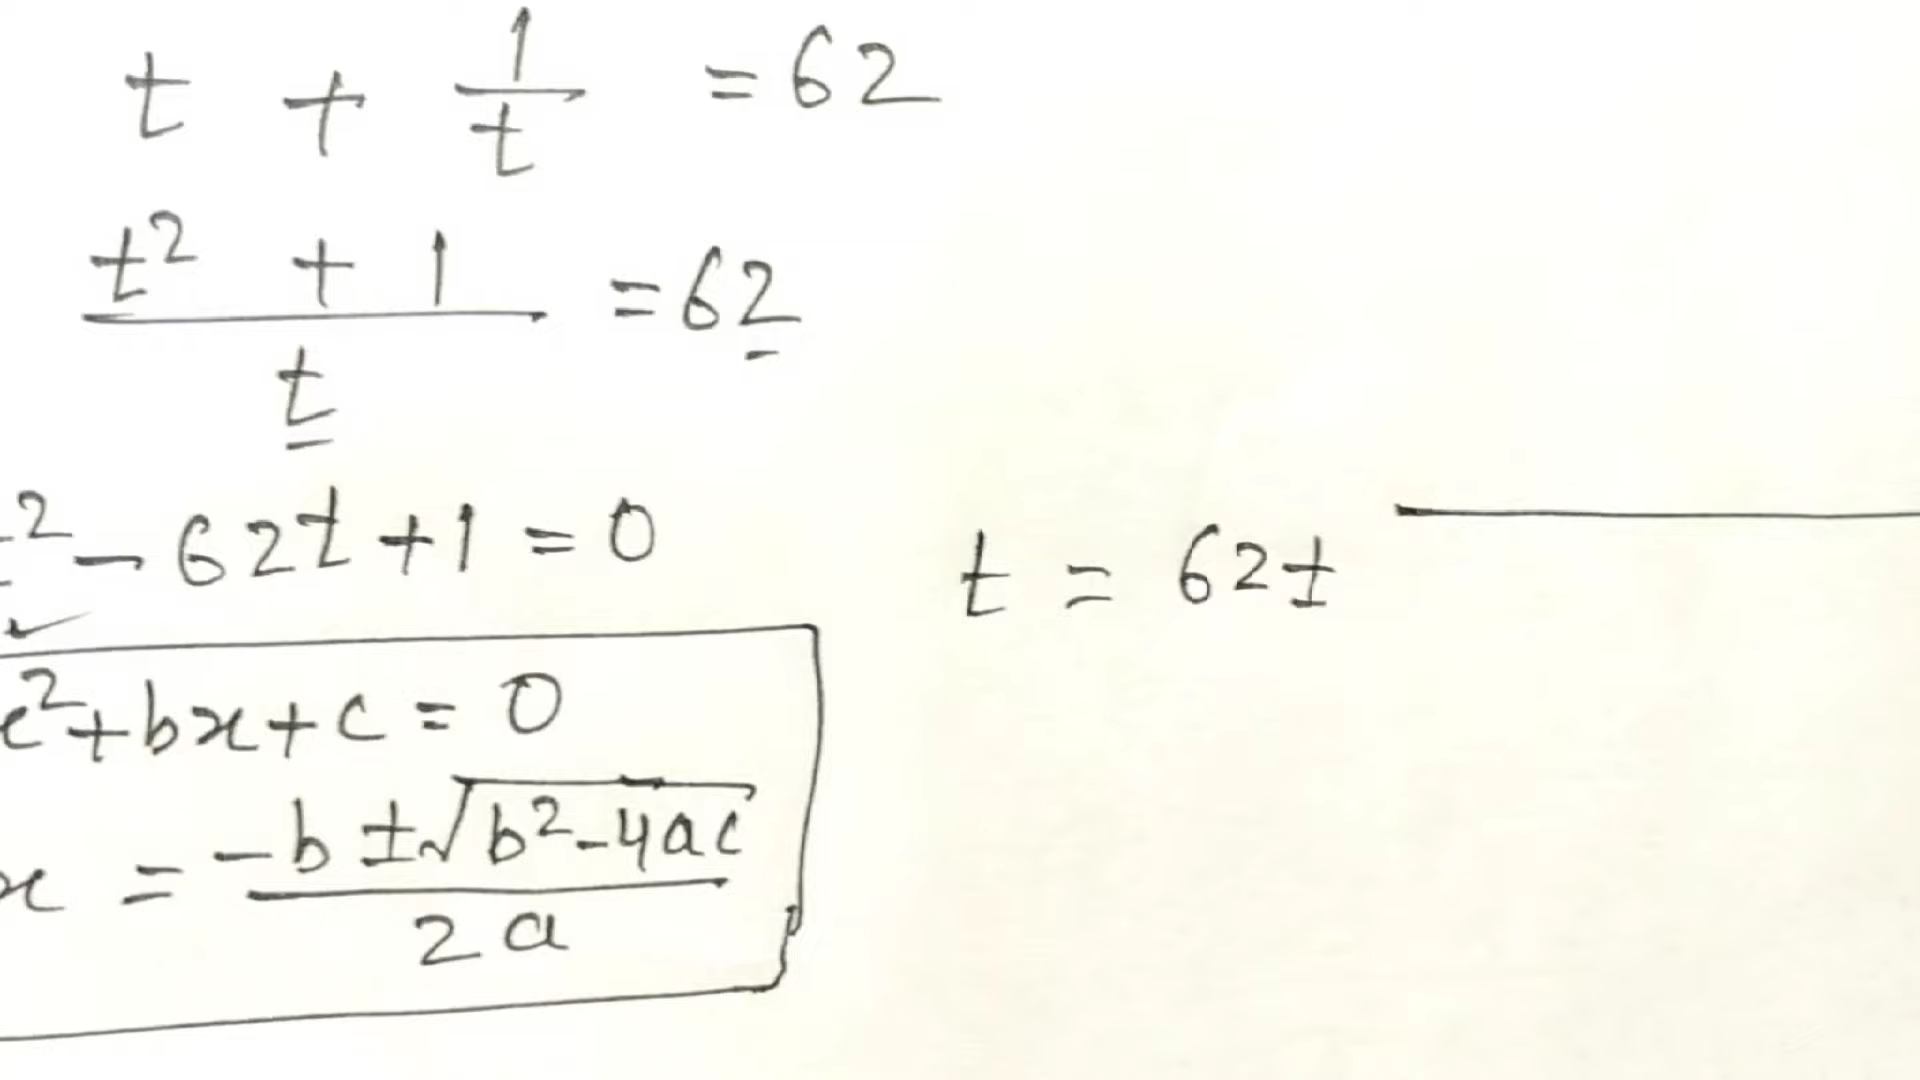 t + 1/t = 62
t² + 1 / t = 62
² - 62t + 1 = 0
² + bx + c = 0
x = -b ± √b² - 4ac / 2a
t = 62 ±